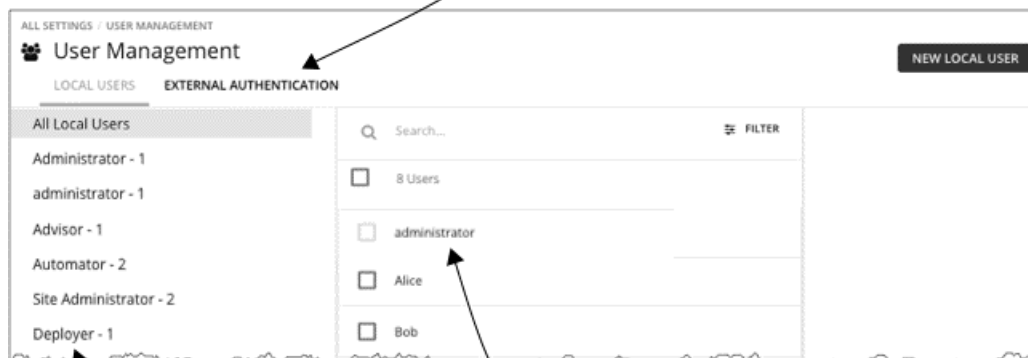 ALL SETTINGS / USER MANAGEMENT
User Management
NEW LOCAL USER
LOCAL USERS EXTERNAL AUTHENTICATION
All Local Users
Administrator - 1
administrator - 1
Advisor - 1
Automator - 2
Site Administrator - 2
Deployer - 1
Search... FILTER
8 Users
administrator
Alice
Bob